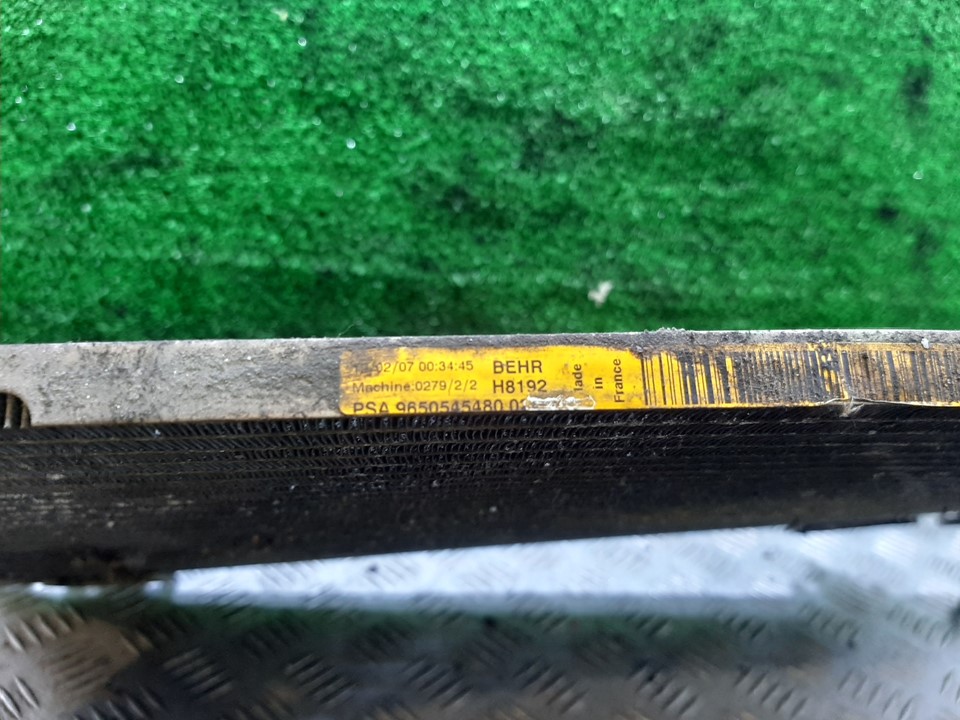 02/07 00:34:45 BEHR
Machine:0279/2/2 H8192
PSA 9650545480
in
France